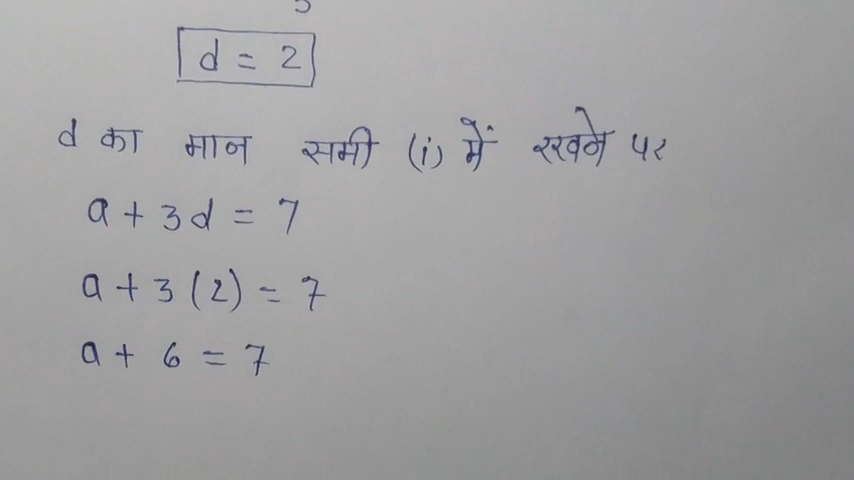 d = 2
d का मान समी (i) में रखने पर
a + 3d = 7
a + 3(2) = 7
a + 6 = 7